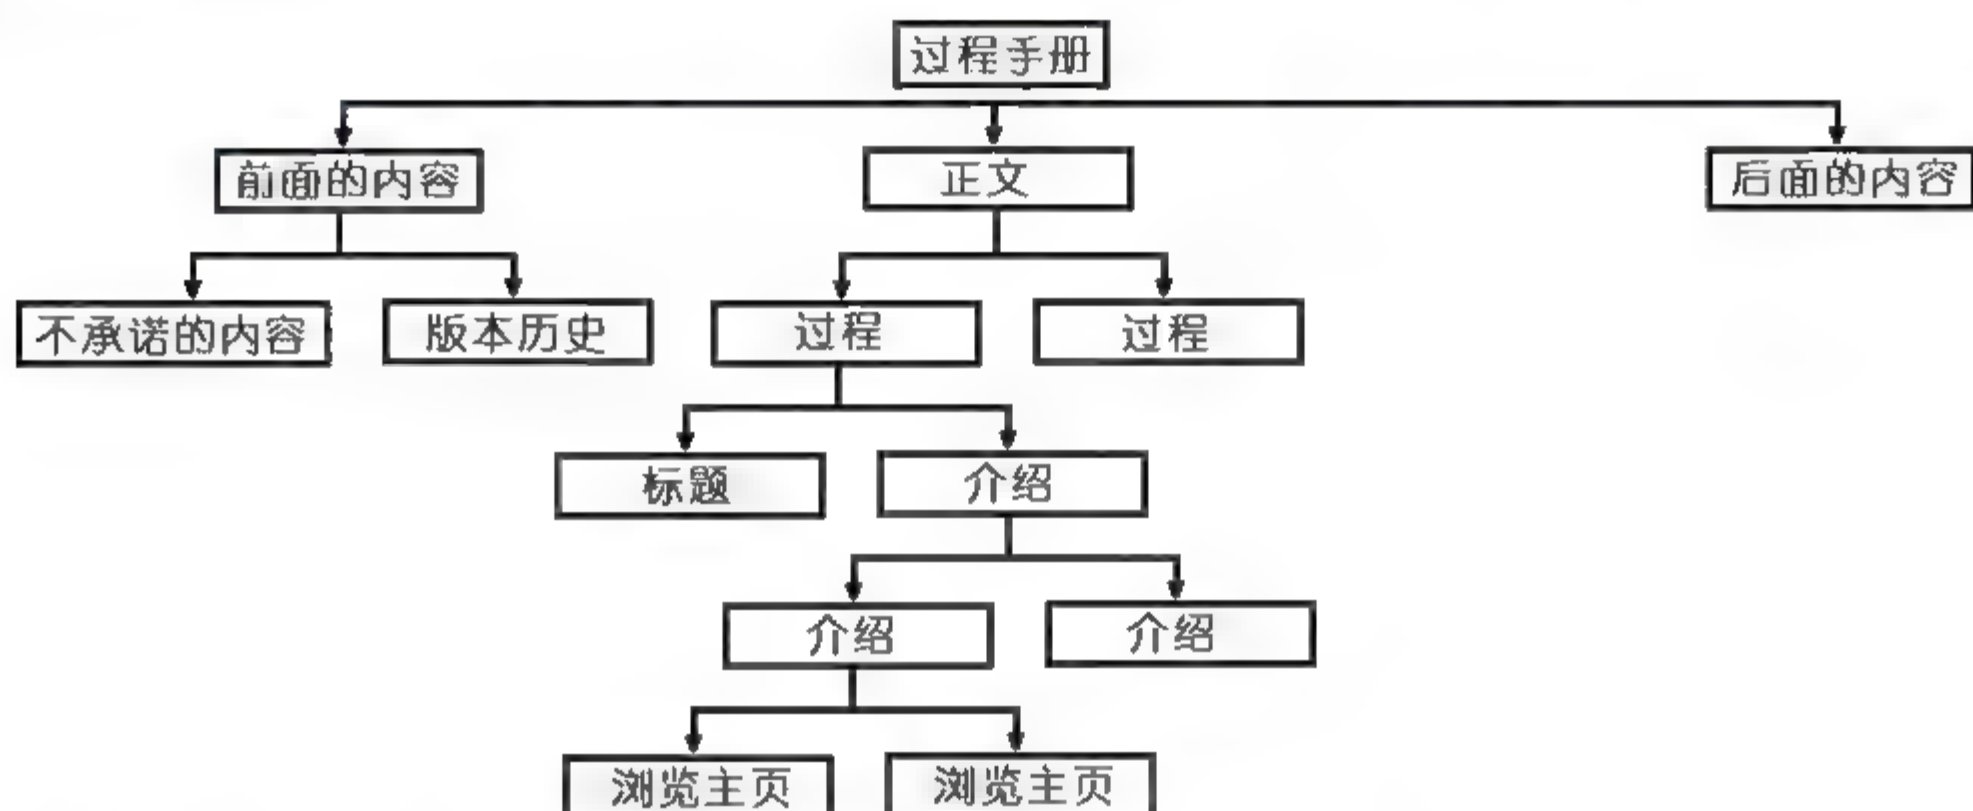 过程手册
前面的内容
正文
后面的内容
不承诺的内容
版本历史
过程
过程
标题
介绍
介绍
介绍
浏览主页
浏览主页